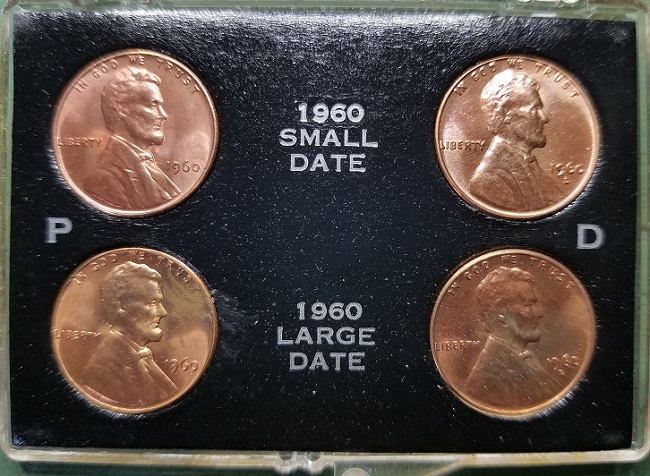 IN GOD WE TRUST
LIBERTY
1960
1960
SMALL
DATE
IN GOD WE TRUST
LIBERTY
1960
D
P
D
IN GOD WE TRUST
LIBERTY
1960
1960
LARGE
DATE
IN GOD WE TRUST
LIBERTY
1960
D